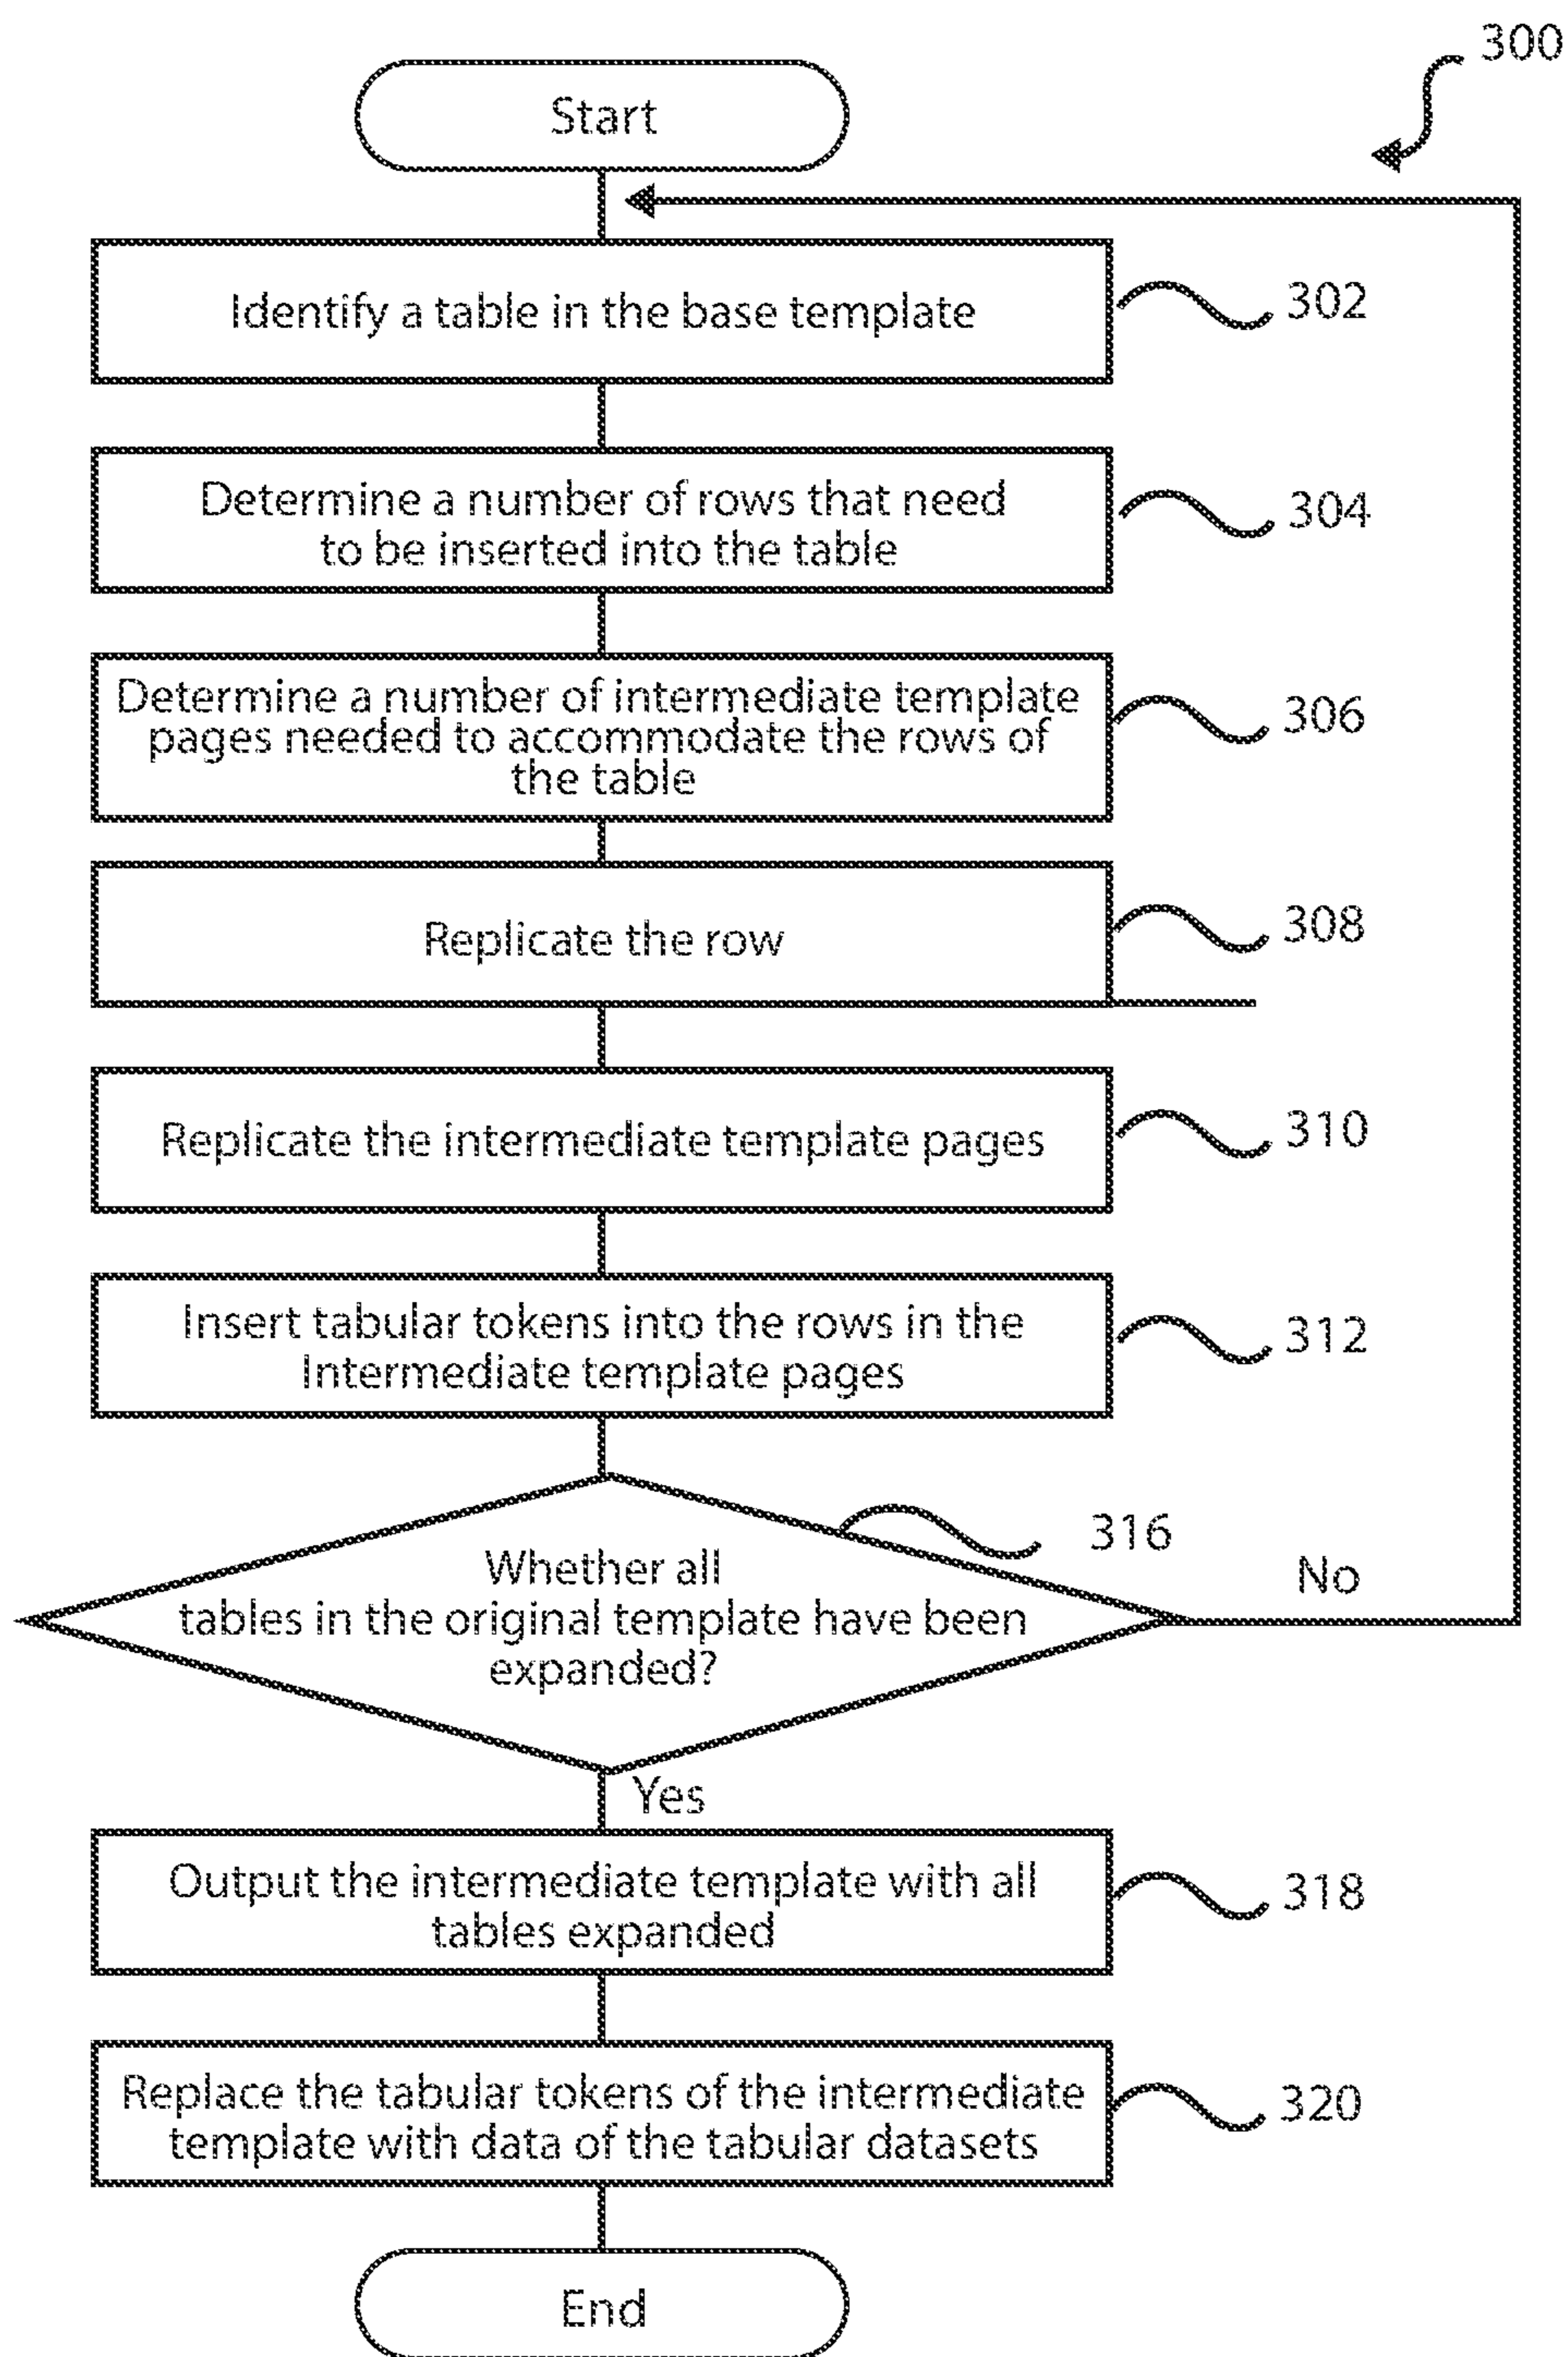 300
Start
Identify a table in the base template
302
Determine a number of rows that need
to be inserted into the table
304
Determine a number of intermediate template
pages needed to accommodate the rows of
the table
306
Replicate the row
308
Replicate the intermediate template pages
310
Insert tabular tokens into the rows in the
Intermediate template pages
312
316
Whether all
tables in the original template have been
expanded?
No
Yes
Output the intermediate template with all
tables expanded
318
Replace the tabular tokens of the intermediate
template with data of the tabular datasets
320
End